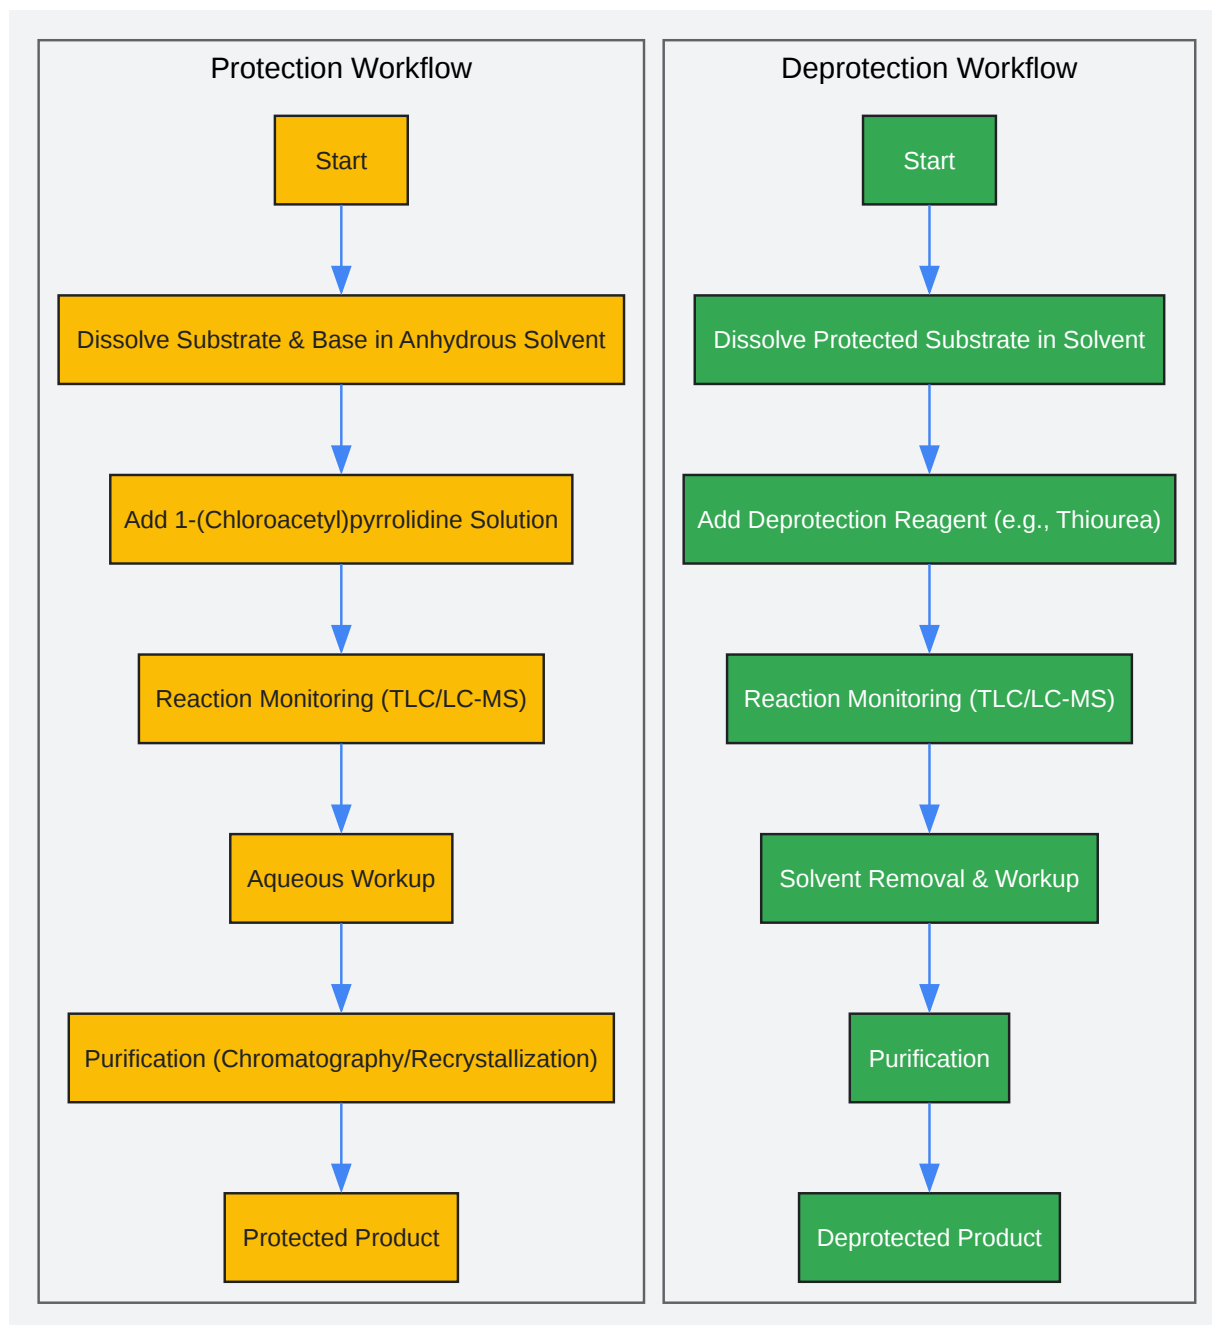 Protection Workflow
Start
Dissolve Substrate & Base in Anhydrous Solvent
Add 1-(Chloroacetyl)pyrrolidine Solution
Reaction Monitoring (TLC/LC-MS)
Aqueous Workup
Purification (Chromatography/Recrystallization)
Protected Product
Deprotection Workflow
Start
Dissolve Protected Substrate in Solvent
Add Deprotection Reagent (e.g., Thiourea)
Reaction Monitoring (TLC/LC-MS)
Solvent Removal & Workup
Purification
Deprotected Product